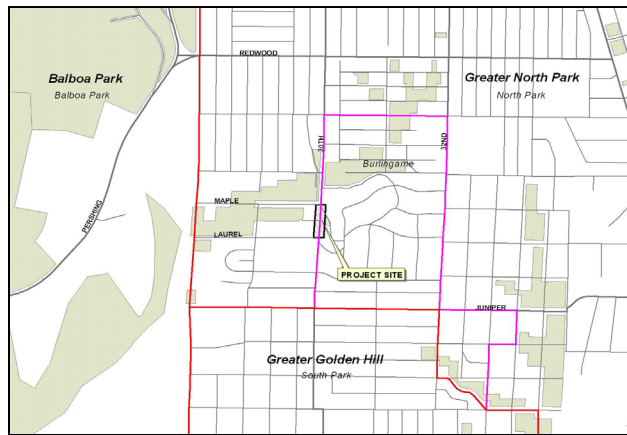 REDWOOD
Balboa Park
Balboa Park
Greater North Park
North Park
30TH
32ND
Burlingame
MAPLE
PERSHING
LAUREL
PROJECT SITE
JUNIPER
Greater Golden Hill
South Park